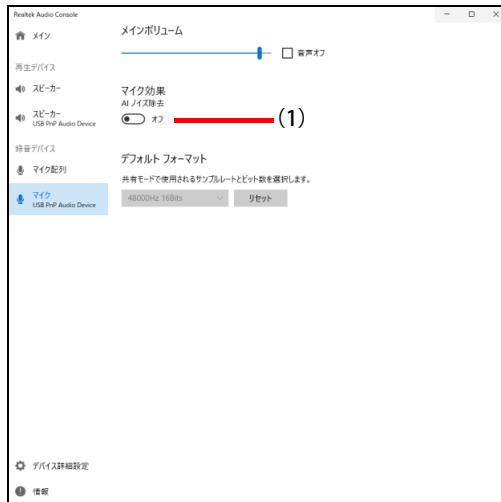 Realtek Audio Console
メイン
再生デバイス
スピーカー
スピーカー
USB PnP Audio Device
録音デバイス
マイク配列
マイク
USB PnP Audio Device
デバイス詳細設定
情報
メインボリューム
音声オフ
マイク効果
AI ノイズ除去
オフ
(1)
デフォルト フォーマット
共有モードで使用されるサンプルレートとビット数を選択します。
48000Hz 16Bits
リセット